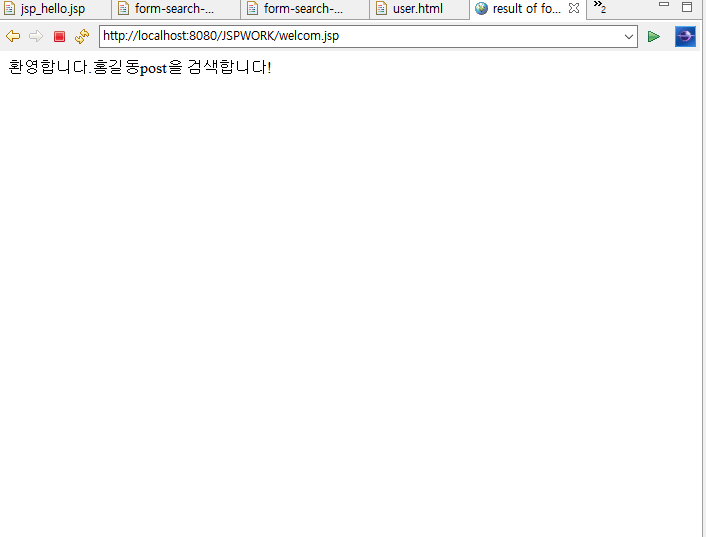 jsp_hello.jsp form-search-... form-search-... user.html result of fo... 2
http://localhost:8080/JSPWORK/welcom.jsp
환영합니다.홍길동post을 검색합니다!